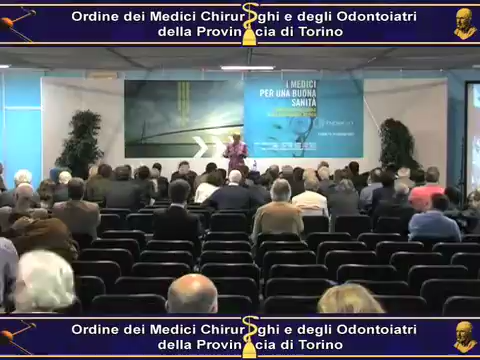 Ordine dei Medici Chirurghi e degli Odontoiatri
della Provincia di Torino
I MEDICI
PER UNA BUONA
SANITÀ
Ordine dei Medici Chirurghi e degli Odontoiatri
della Provincia di Torino